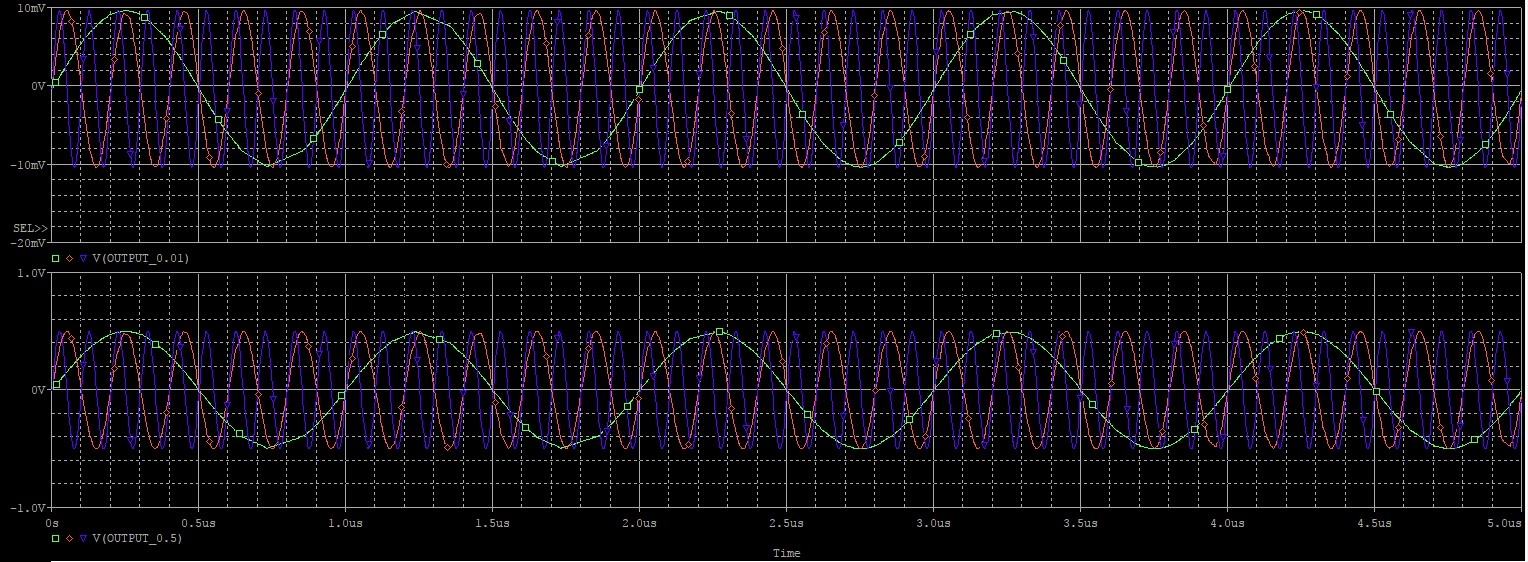 10mV
0V
-10mV
SEL>>
-20mV
V(OUTPUT_0.01)
1.0V
0V
-1.0V
0s 0.5us 1.0us 1.5us 2.0us 2.5us 3.0us 3.5us 4.0us 4.5us 5.0us
V(OUTPUT_0.5)
Time